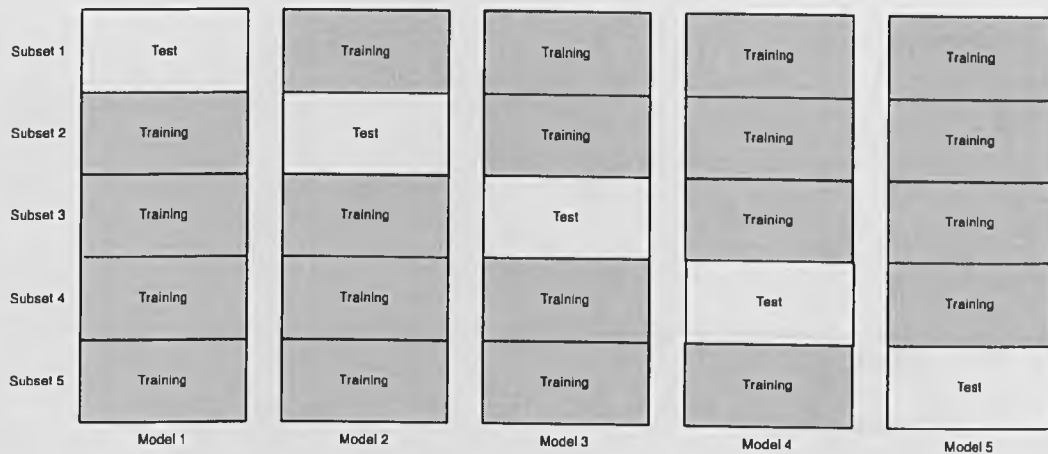 Subset 1 Test Training Training Training Training
Subset 2 Training Test Training Training Training
Subset 3 Training Training Test Training Training
Subset 4 Training Training Training Test Training
Subset 5 Training Training Training Training Test
Model 1 Model 2 Model 3 Model 4 Model 5